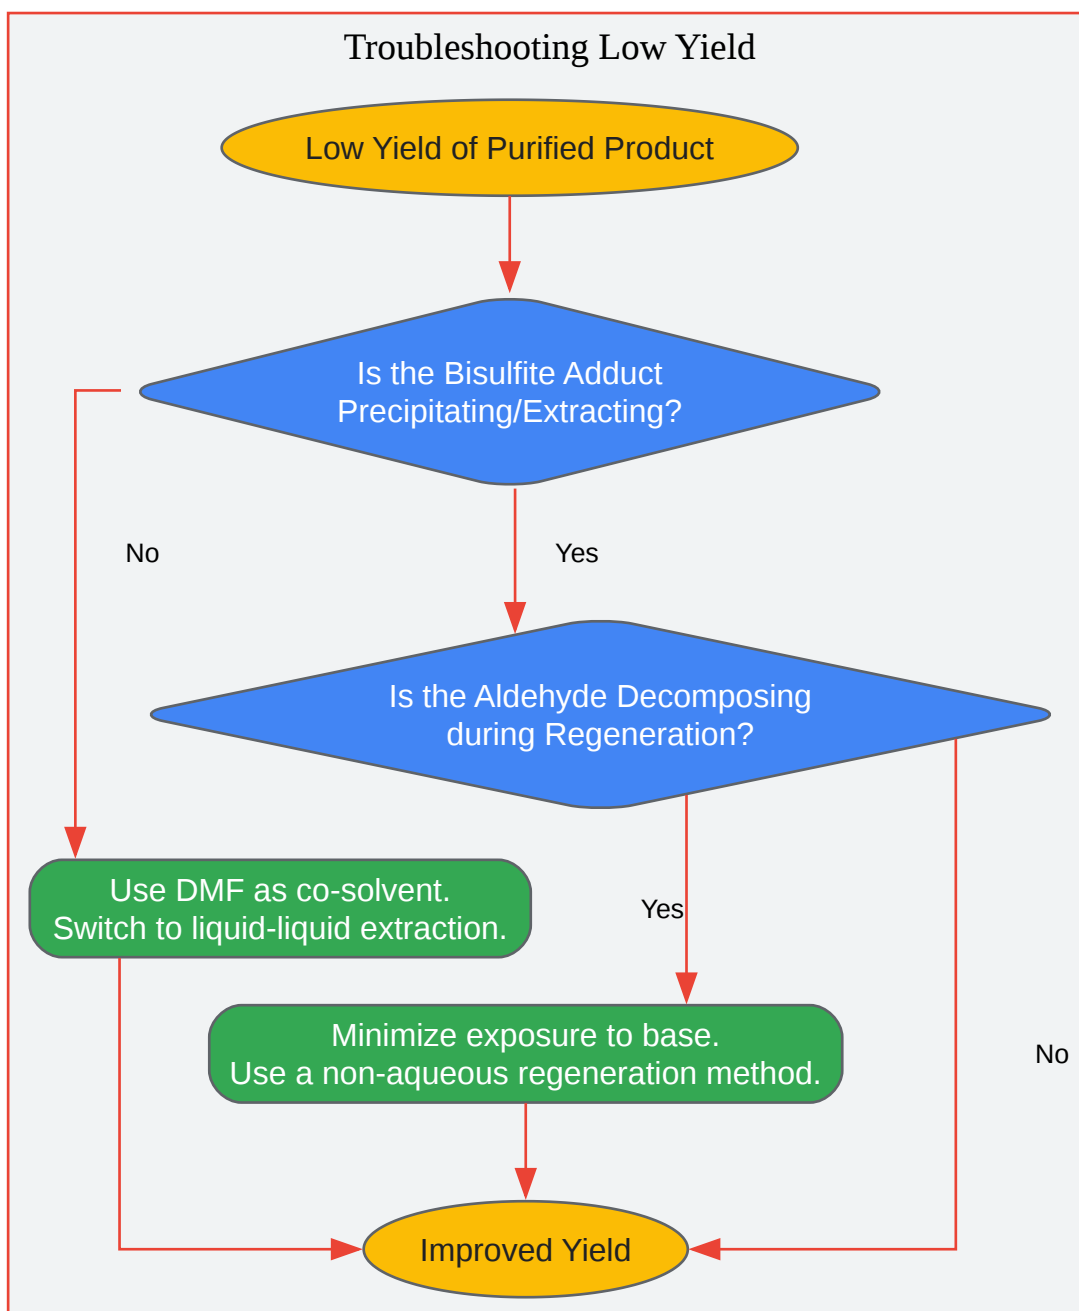 Troubleshooting Low Yield
Low Yield of Purified Product
Is the Bisulfite Adduct
Precipitating/Extracting?
No
Yes
Is the Aldehyde Decomposing
during Regeneration?
Use DMF as co-solvent.
Switch to liquid-liquid extraction.
Yes
Minimize exposure to base.
Use a non-aqueous regeneration method.
No
Improved Yield